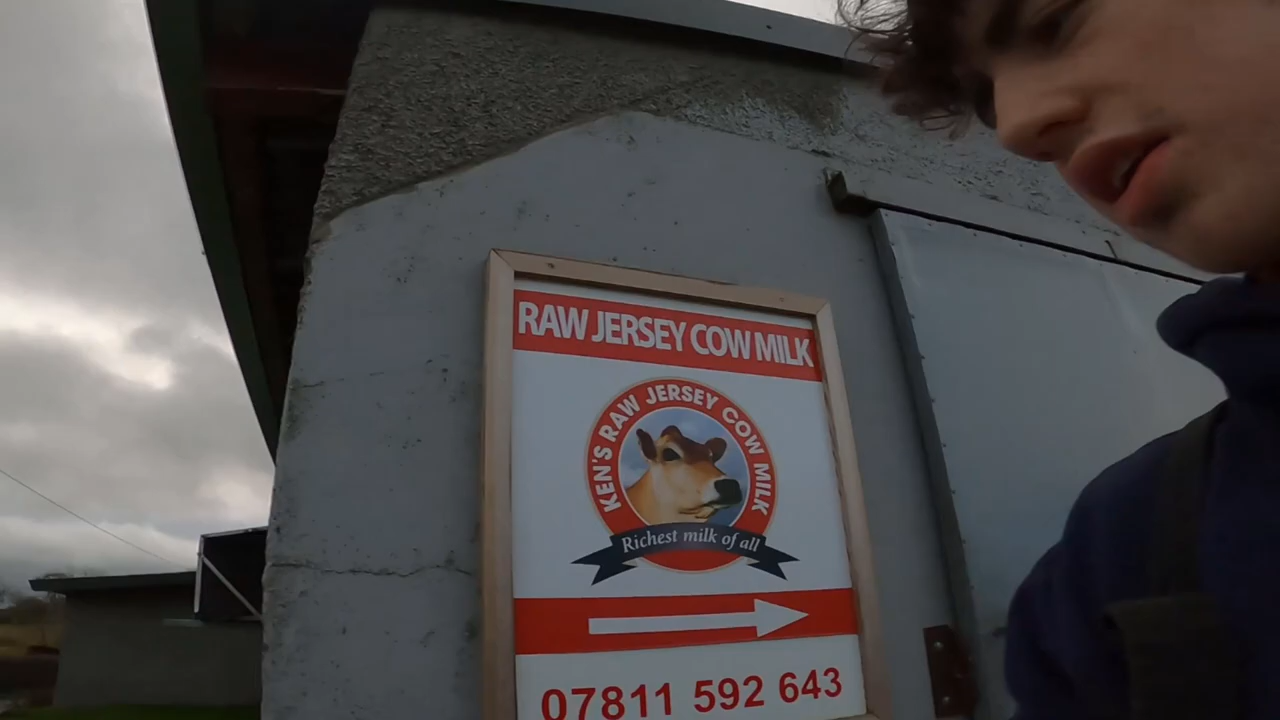 RAW JERSEY COW MILK
KEN'S RAW JERSEY COW MILK
Richest milk of all
07811 592 643